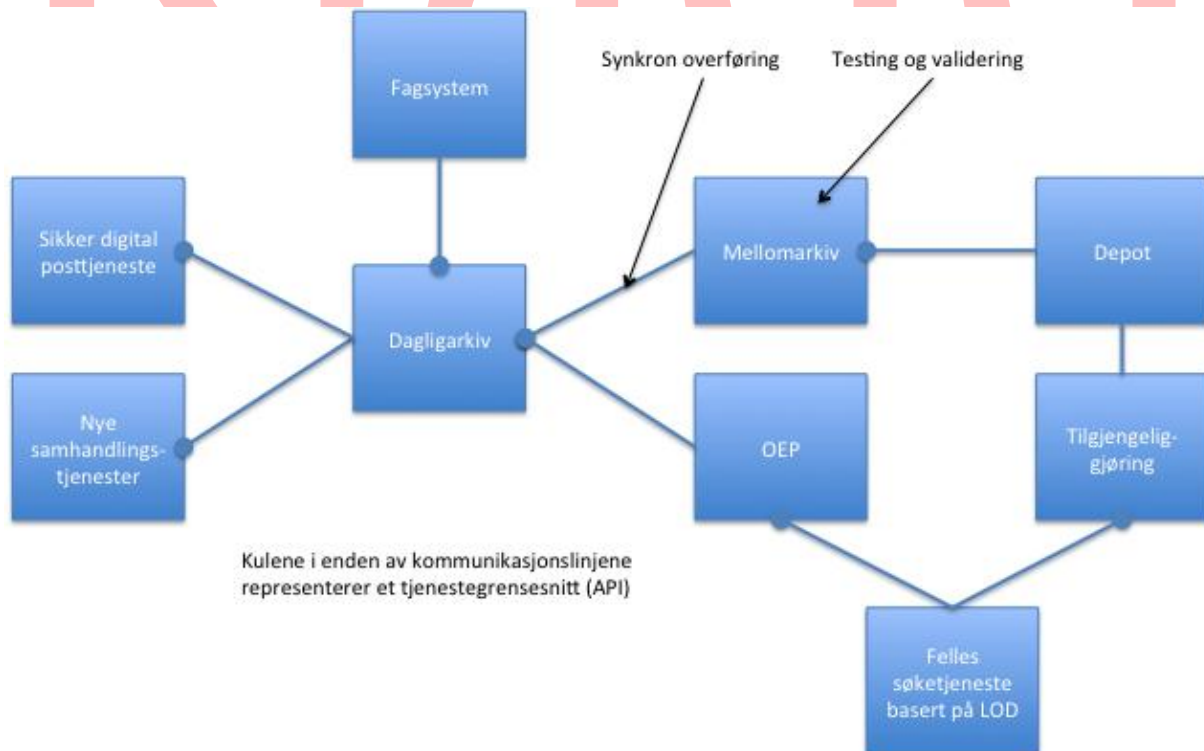 Fagsystem
Synkron overføring
Testing og validering
Sikker digital
posttjeneste
Dagligarkiv
Mellomarkiv
Depot
Nye
samhandlings-
tjenester
OEP
Tilgjengelig-
gjøring
Kulene i enden av kommunikasjonslinjene
representerer et tjenestegrensesnitt (API)
Felles
søketjeneste
basert på LOD